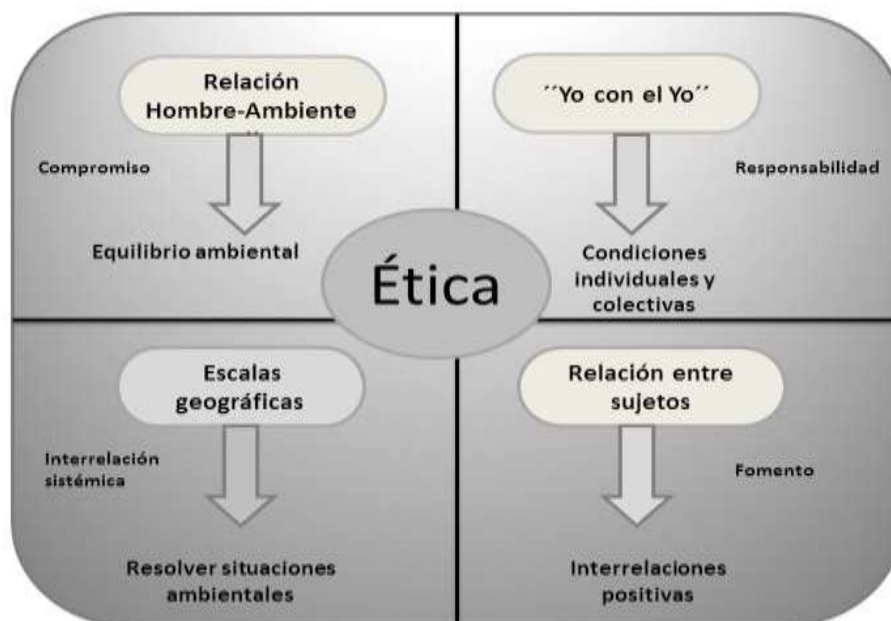 Relación
Hombre-Ambiente
´´
Compromiso
Equilibrio ambiental
´´Yo con el Yo´´
Responsabilidad
Condiciones
individuales y
colectivas
Ética
Escalas
geográficas
Interrelación
sistémica
Resolver situaciones
ambientales
Relación entre
sujetos
Fomento
Interrelaciones
positivas